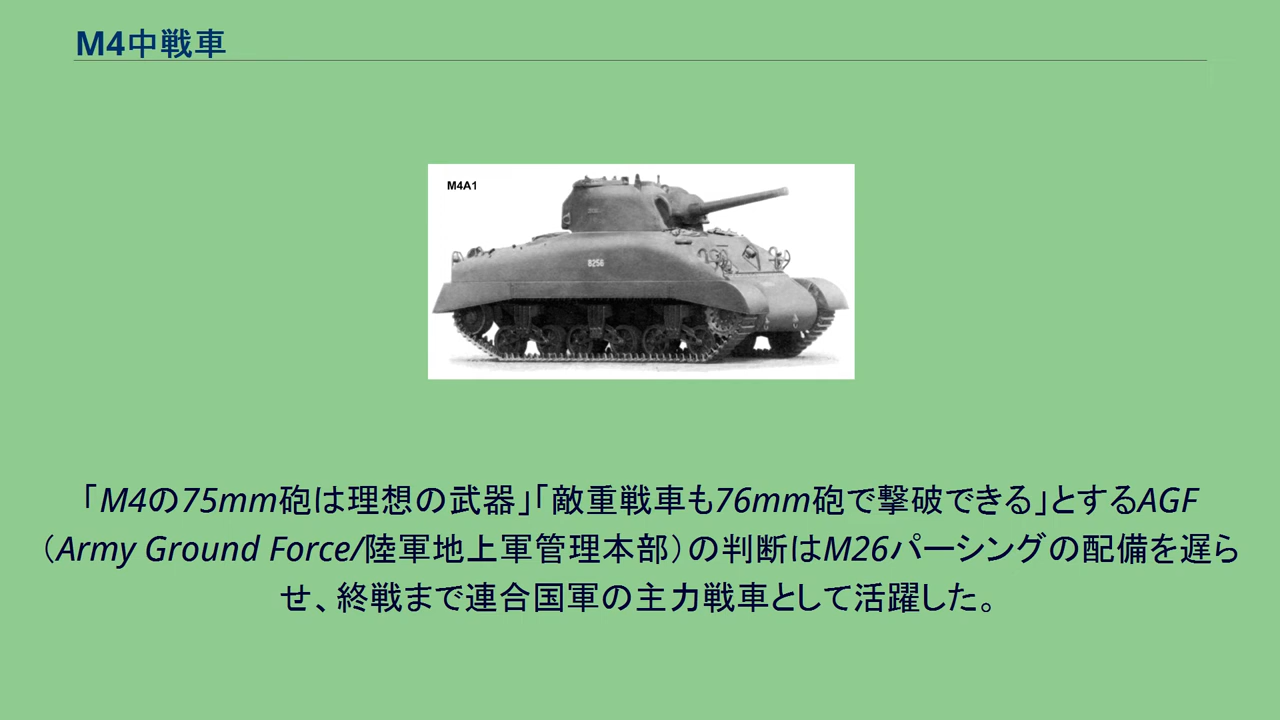 M4中戦車
M4A1
8256
「M4の75mm砲は理想の武器」「敵重戦車も76mm砲で撃破できる」とするAGF
（Army Ground Force/陸軍地上軍管理本部）の判断はM26パーシングの配備を遅ら
せ、終戦まで連合国軍の主力戦車として活躍した。